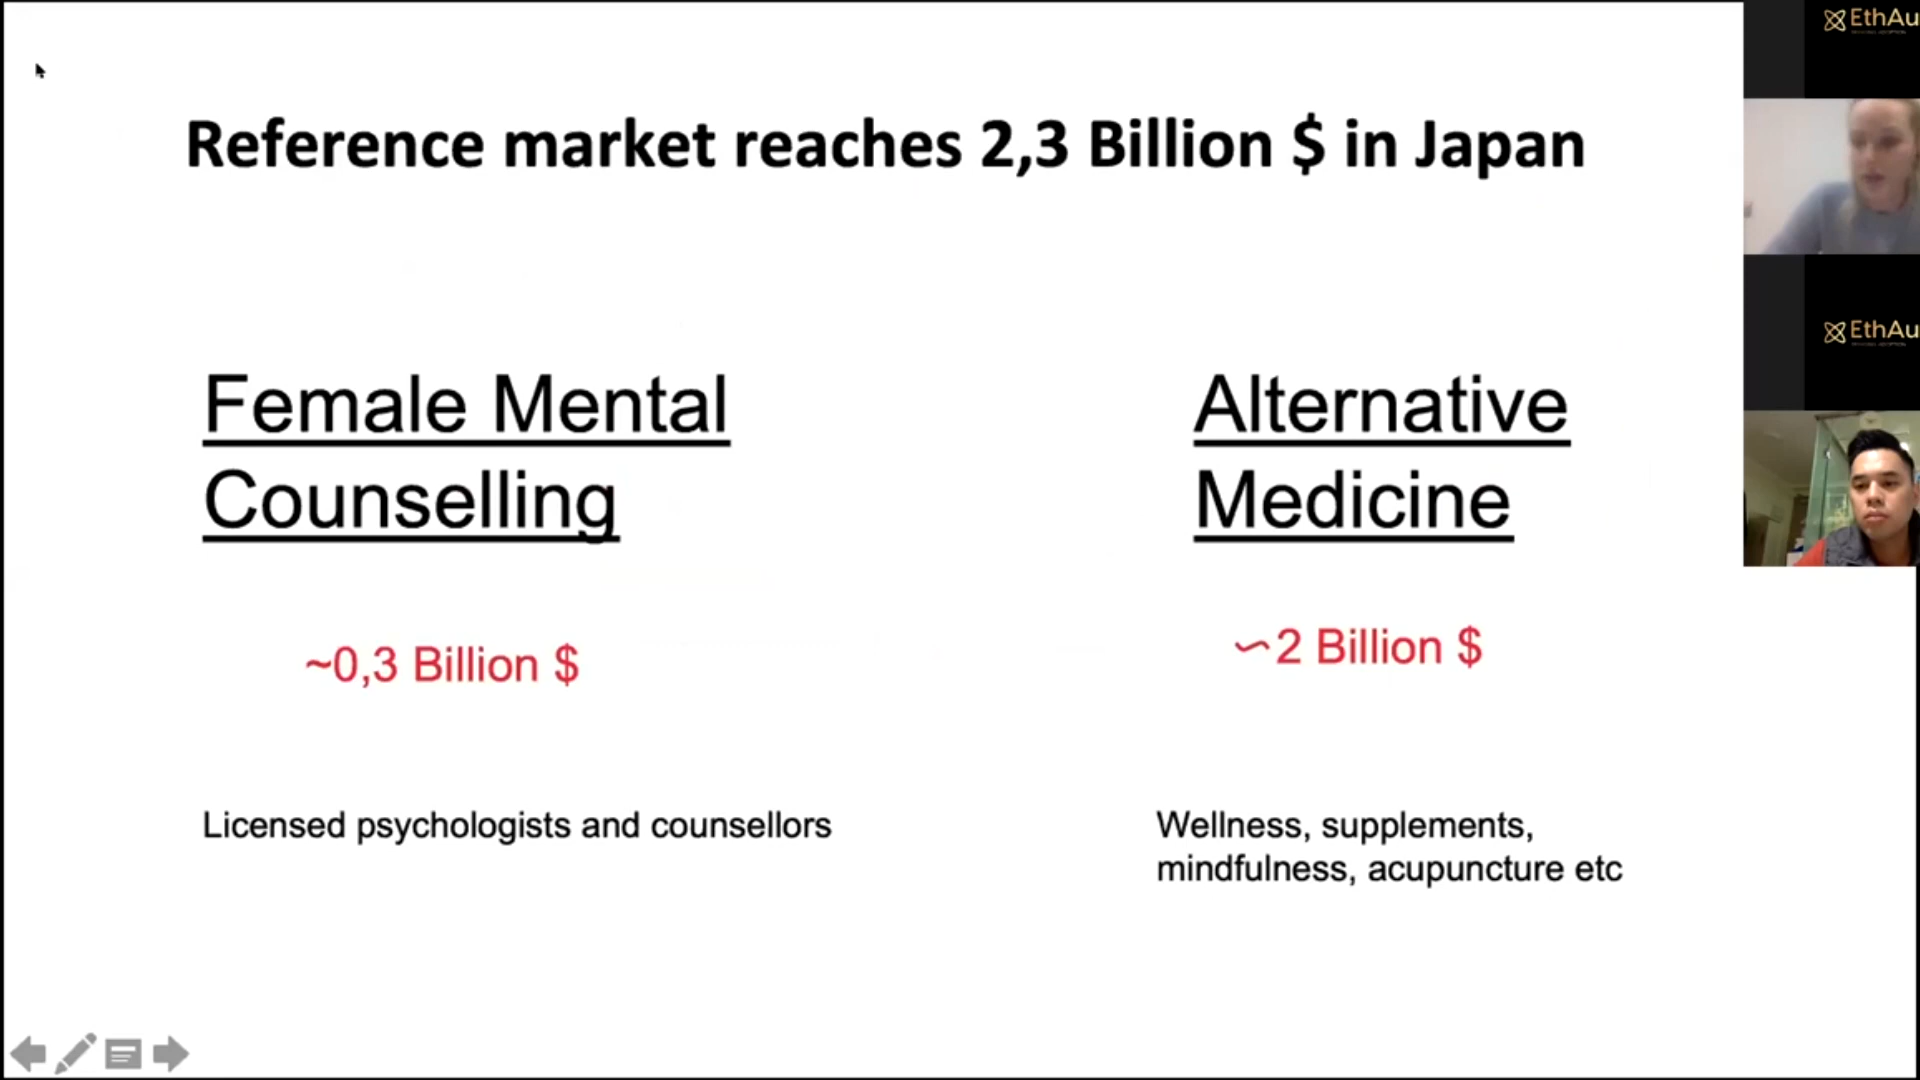 Reference market reaches 2,3 Billion $ in Japan
Female Mental
Counselling
Alternative
Medicine
~0,3 Billion $
~2 Billion $
Licensed psychologists and counsellors
Wellness, supplements,
mindfulness, acupuncture etc
EthAu
EthAu